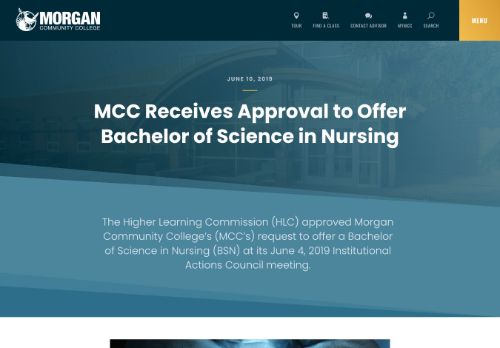 MORGAN
COMMUNITY COLLEGE
TOUR FIND A CLASS CONTACT ADVISOR MYMCC SEARCH
MENU
JUNE 10, 2019
MCC Receives Approval to Offer
Bachelor of Science in Nursing
The Higher Learning Commission (HLC) approved Morgan
Community College's (MCC's) request to offer a Bachelor
of Science in Nursing (BSN) at its June 4, 2019 Institutional
Actions Council meeting.